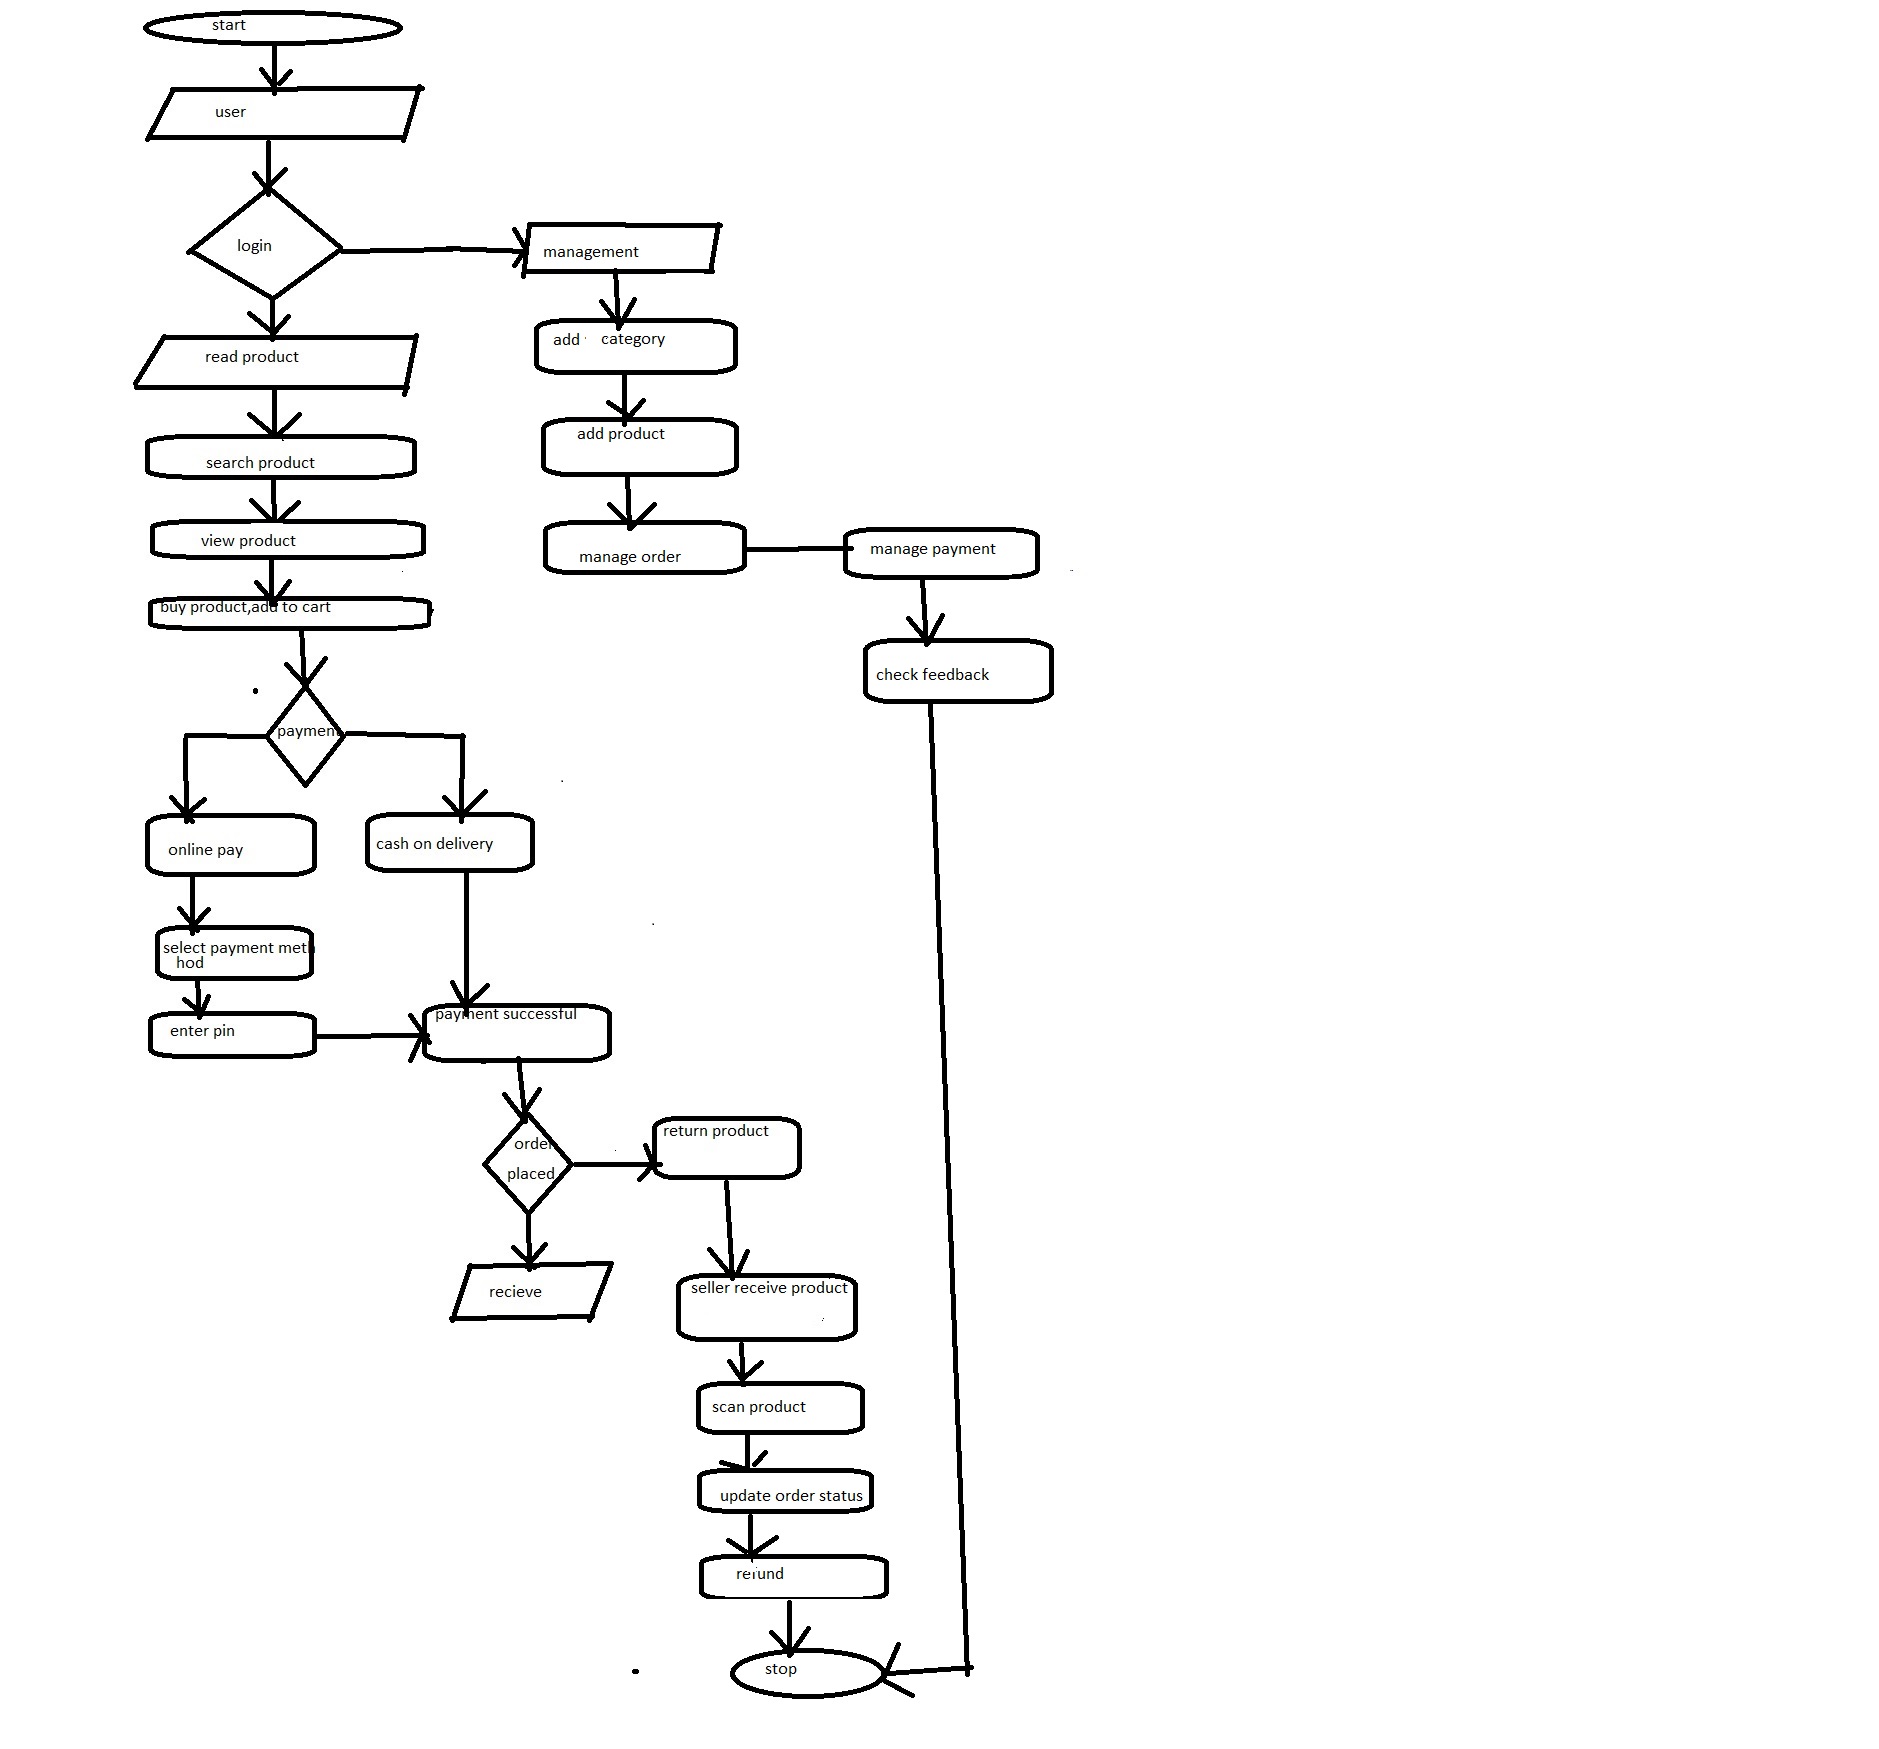 start
user
login
management
add category
read product
add product
search product
view product
manage order
manage payment
buy product,add to cart
check feedback
payment
online pay
cash on delivery
select payment meth
hod
enter pin
payment successful
order
placed
return product
recieve
seller receive product
scan product
update order status
refund
stop